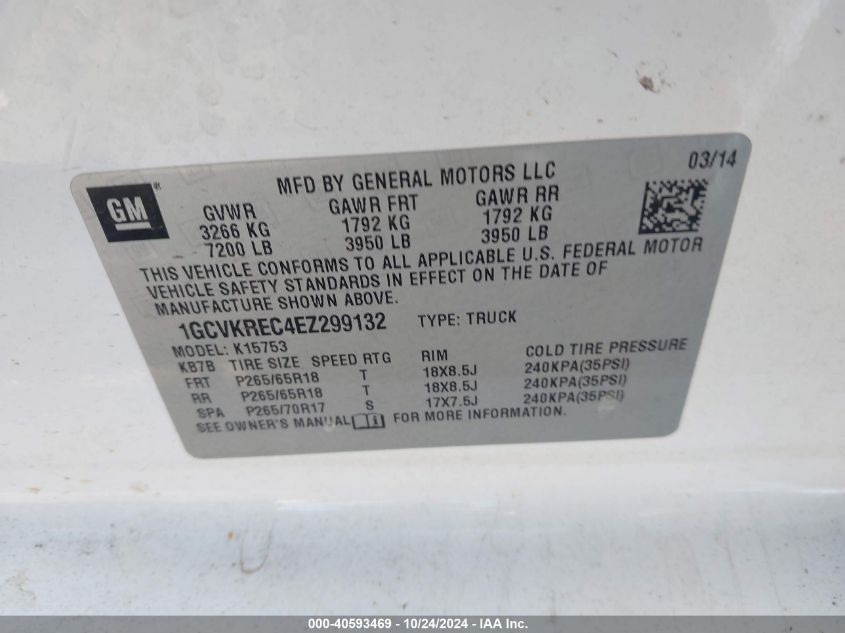 GM
MFD BY GENERAL MOTORS LLC
03/14
GVWR GAWR FRT GAWR RR
3266 KG 1792 KG 1792 KG
7200 LB 3950 LB 3950 LB
THIS VEHICLE CONFORMS TO ALL APPLICABLE U.S. FEDERAL MOTOR
VEHICLE SAFETY STANDARDS IN EFFECT ON THE DATE OF
MANUFACTURE SHOWN ABOVE.
1GCVKREC4EZ299132 TYPE: TRUCK
MODEL: K15753
KB7B TIRE SIZE SPEED RTG RIM COLD TIRE PRESSURE
FRT P265/65R18 T 18X8.5J 240KPA(35PSI)
RR P265/65R18 T 18X8.5J 240KPA(35PSI)
SPA P265/70R17 S 17X7.5J 240KPA(35PSI)
SEE OWNER'S MANUAL FOR MORE INFORMATION.
000-40593469 - 10/24/2024 - IAA Inc.